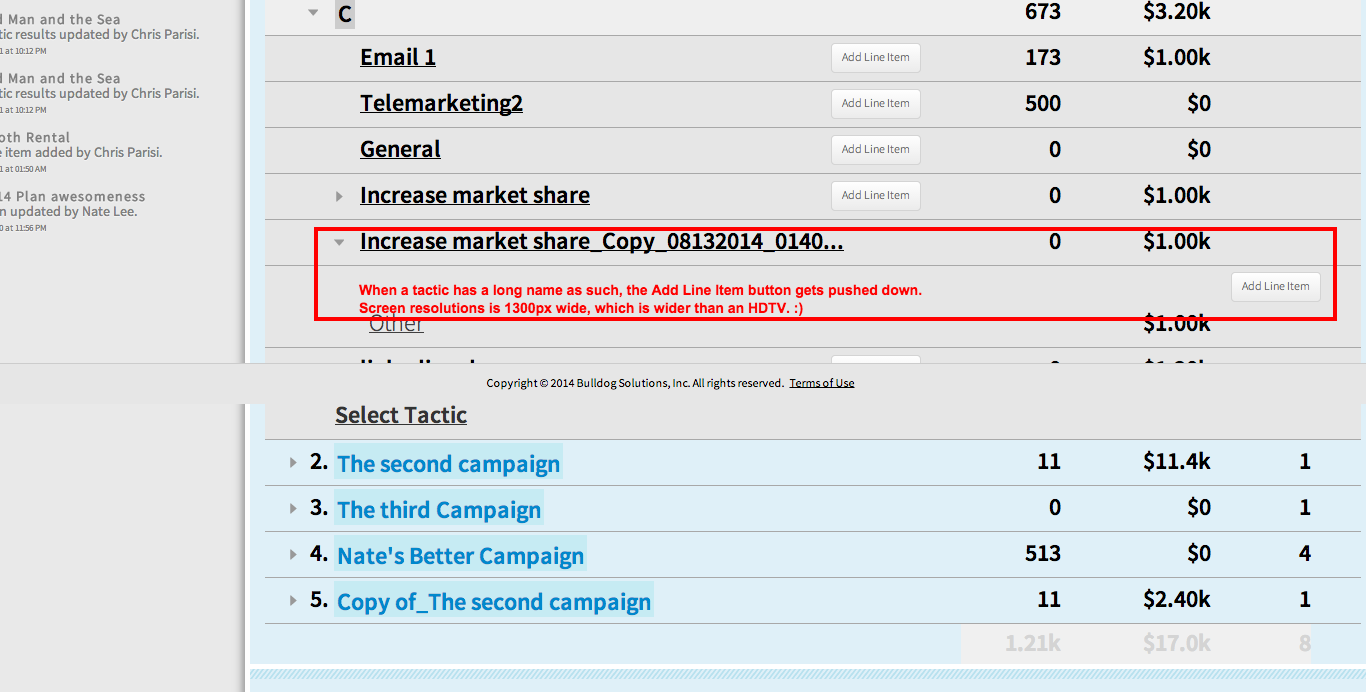 d Man and the Sea
tic results updated by Chris Parisi.
1 at 10:12 PM
d Man and the Sea
tic results updated by Chris Parisi.
1 at 10:12 PM
oth Rental
e item added by Chris Parisi.
1 at 01:50 AM
14 Plan awesomeness
n updated by Nate Lee.
0 at 11:56 PM
C 673 $3.20k
Email 1 Add Line Item 173 $1.00k
Telemarketing2 Add Line Item 500 $0
General Add Line Item 0 $0
Increase market share Add Line Item 0 $1.00k
Increase market share_Copy_08132014_0140... 0 $1.00k
Add Line Item
When a tactic has a long name as such, the Add Line Item button gets pushed down.
Screen resolutions is 1300px wide, which is wider than an HDTV. :)
Other $1.00k
Copyright © 2014 Bulldog Solutions, Inc. All rights reserved. Terms of Use
Select Tactic
2. The second campaign 11 $11.4k 1
3. The third Campaign 0 $0 1
4. Nate's Better Campaign 513 $0 4
5. Copy of_The second campaign 11 $2.40k 1
1.21k $17.0k 8